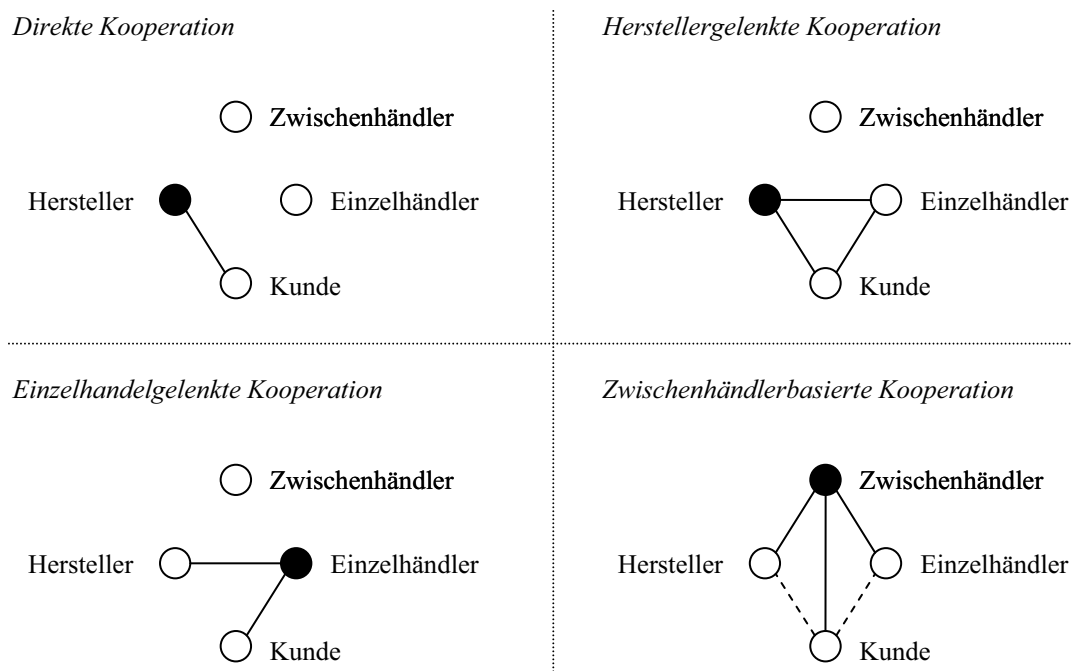 Direkte Kooperation
Zwischenhändler
Hersteller
Einzelhändler
Kunde
Herstellergelenkte Kooperation
Zwischenhändler
Hersteller
Einzelhändler
Kunde
Einzelhandelgelenkte Kooperation
Zwischenhändler
Hersteller
Einzelhändler
Kunde
Zwischenhändlerbasierte Kooperation
Zwischenhändler
Hersteller
Einzelhändler
Kunde